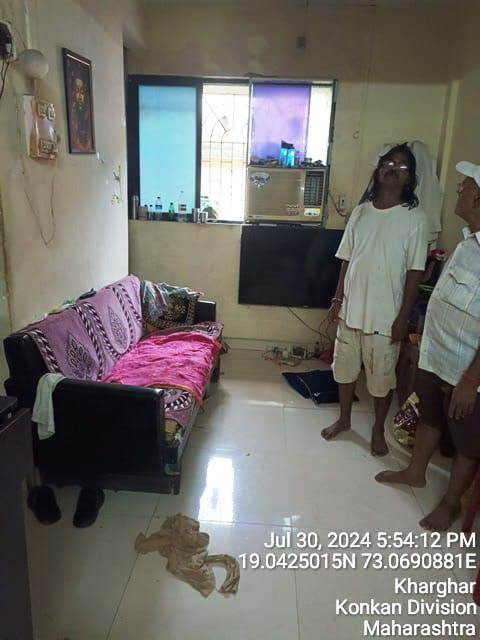 Jul 30, 2024 5:54:12 PM
19.0425015N 73.0690881E
Kharghar
Konkan Division
Maharashtra